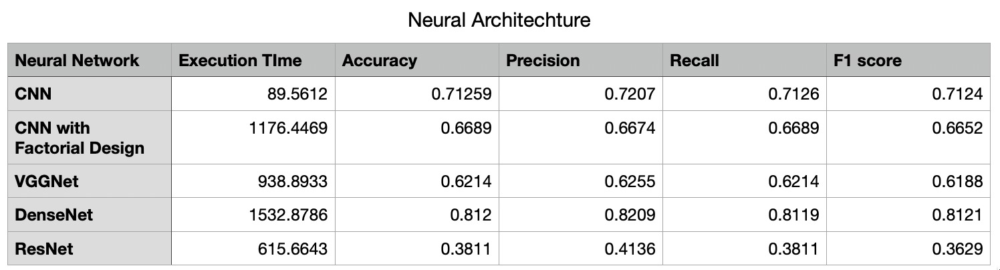 Neural Architechture
Neural Network Execution TIme Accuracy Precision Recall F1 score
CNN 89.5612 0.71259 0.7207 0.7126 0.7124
CNN with 1176.4469 0.6689 0.6674 0.6689 0.6652
Factorial Design
VGGNet 938.8933 0.6214 0.6255 0.6214 0.6188
DenseNet 1532.8786 0.812 0.8209 0.8119 0.8121
ResNet 615.6643 0.3811 0.4136 0.3811 0.3629